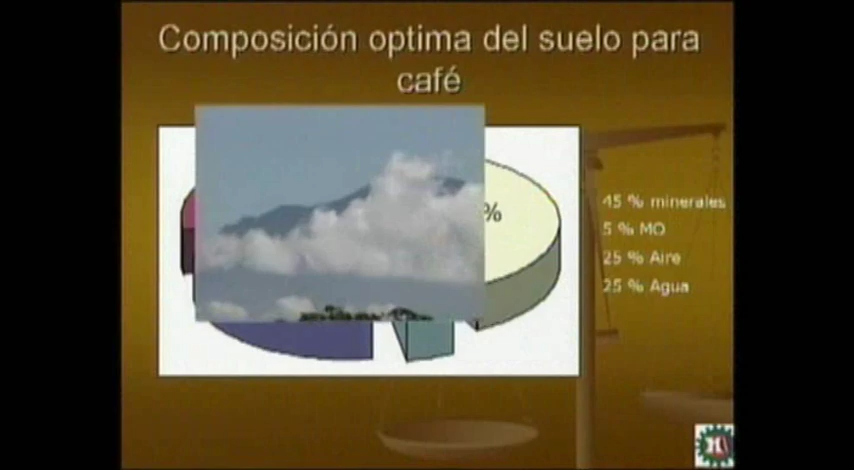 Composición optima del suelo para
café
%
45 % minerales
5 % MO
25 % Aire
25 % Agua